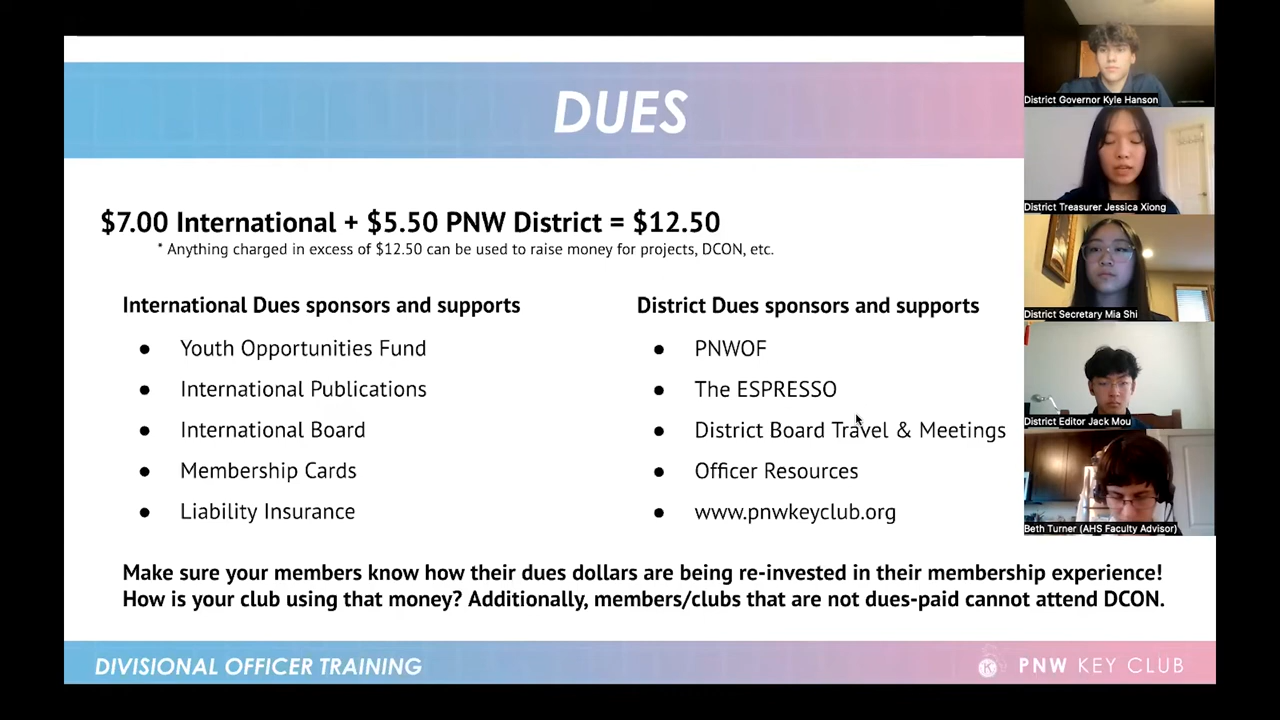 DUES
$7.00 International + $5.50 PNW District = $12.50
* Anything charged in excess of $12.50 can be used to raise money for projects, DCON, etc.
International Dues sponsors and supports
● Youth Opportunities Fund
● International Publications
● International Board
● Membership Cards
● Liability Insurance
District Dues sponsors and supports
● PNWOF
● The ESPRESSO
● District Board Travel & Meetings
● Officer Resources
● www.pnwkeyclub.org
Make sure your members know how their dues dollars are being re-invested in their membership experience!
How is your club using that money? Additionally, members/clubs that are not dues-paid cannot attend DCON.
DIVISIONAL OFFICER TRAINING
K
PNW KEY CLUB
District Governor Kyle Hanson
District Treasurer Jessica Xiong
District Secretary Mia Shi
District Editor Jack Mou
Beth Turner (AHS Faculty Advisor)